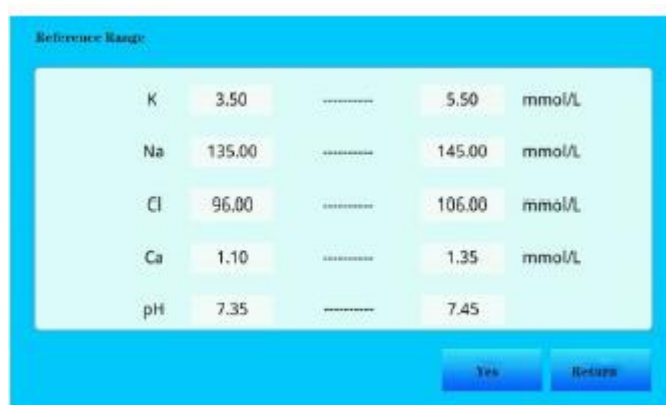 Reference Range
K 3.50 ---------- 5.50 mmol/L
Na 135.00 ---------- 145.00 mmol/L
Cl 96.00 ---------- 106.00 mmol/L
Ca 1.10 ---------- 1.35 mmol/L
pH 7.35 ---------- 7.45
Yes Return